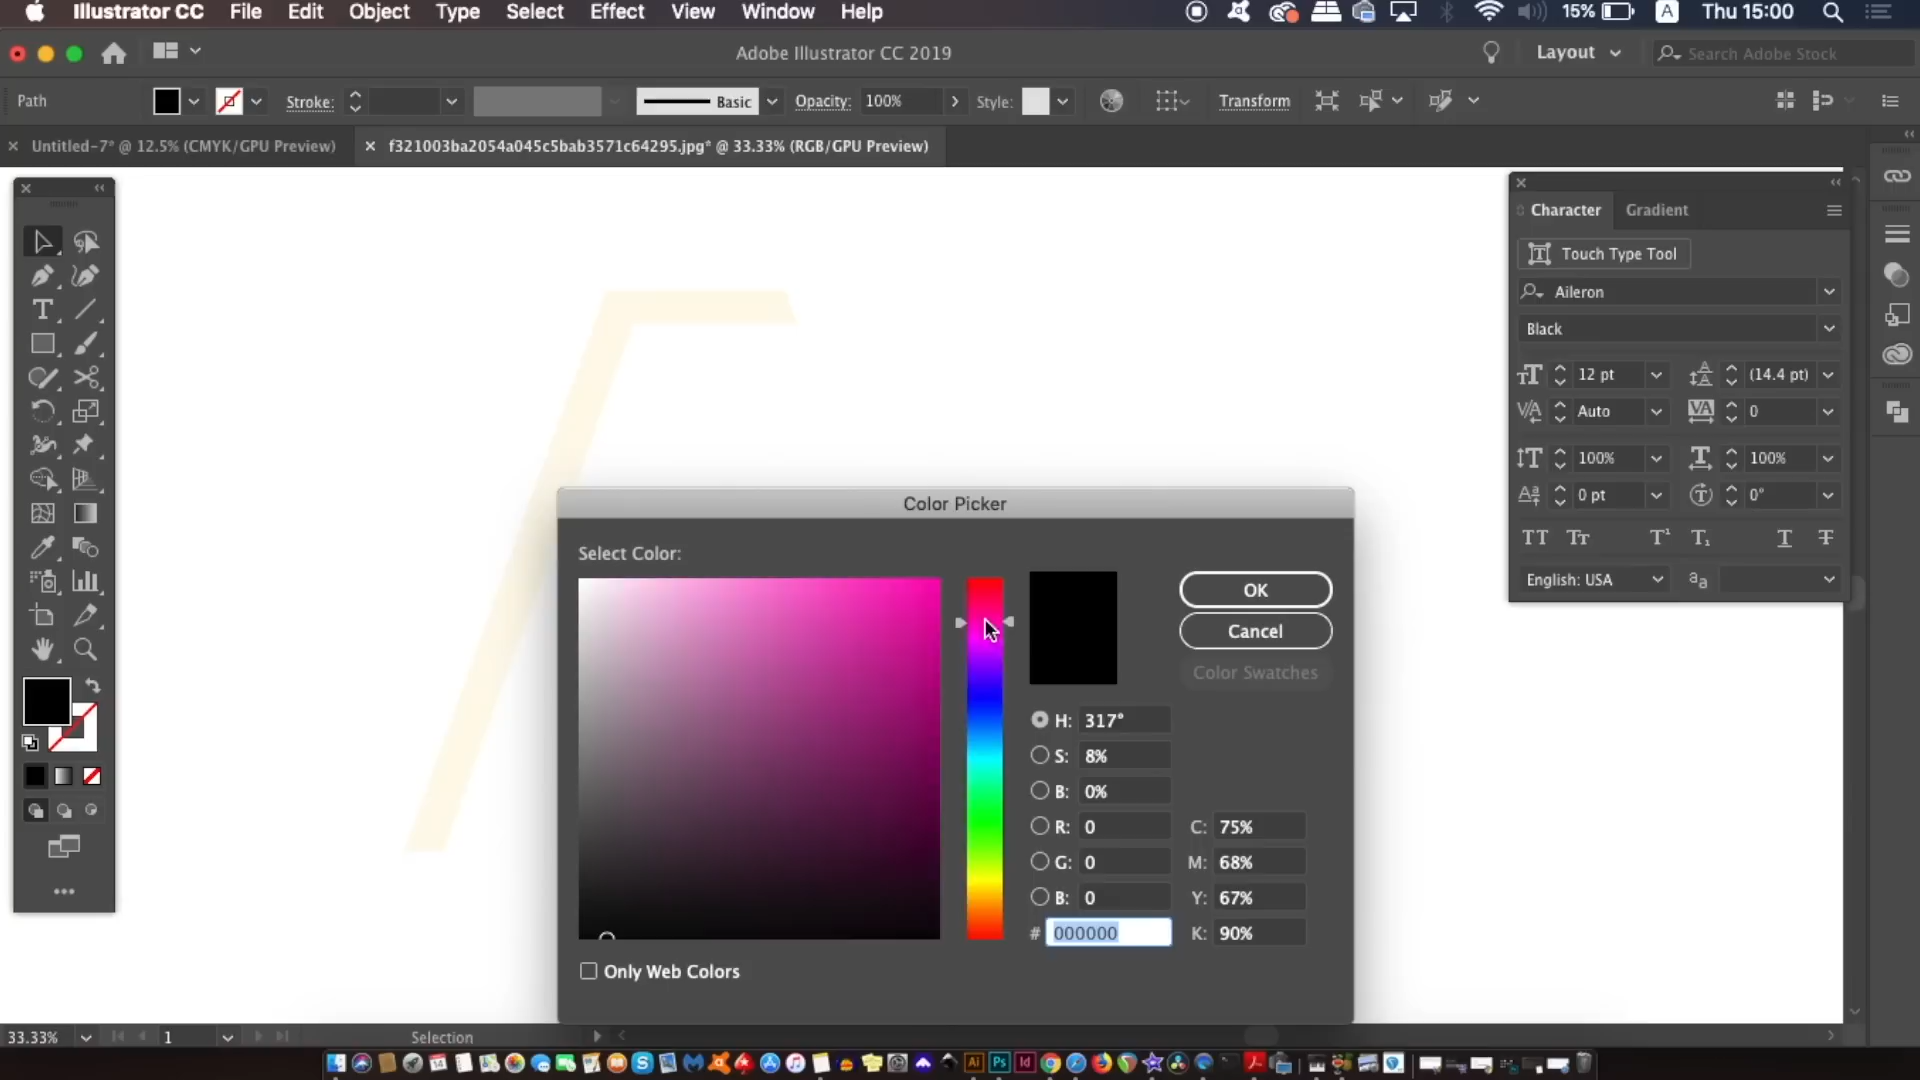 Illustrator CC File Edit Object Type Select Effect View Window Help 15% A Thu 15:00
Adobe Illustrator CC 2019 Layout Search Adobe Stock
Path Stroke: Basic Opacity: 100% Style: Transform
Untitled-7* @ 12.5% (CMYK/GPU Preview) f321003ba2054a045c5bab3571c64295.jpg* @ 33.33% (RGB/GPU Preview)
Character Gradient
Touch Type Tool
Aileron
Black
12 pt (14.4 pt)
Auto 0
100% 100%
0 pt 0°
English: USA
Color Picker
Select Color:
OK
Cancel
Color Swatches
H: 317°
S: 8%
B: 0%
R: 0 C: 75%
G: 0 M: 68%
B: 0 Y: 67%
# 000000 K: 90%
Only Web Colors
33.33% 1 Selection
Ai Ps Id